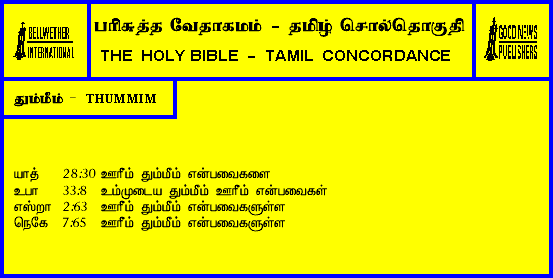 BELLWETHER
INTERNATIONAL
பரிசுத்த வேதாகமம் - தமிழ் சொல்தொகுதி
THE HOLY BIBLE - TAMIL CONCORDANCE
GOOD NEWS
PUBLISHERS
தும்மீம் - THUMMIM
யாத் 28:30 ஊரீம் தும்மீம் என்பவைகளை
உபா 33:8 உம்முடைய தும்மீம் ஊரீம் என்பவைகள்
எஸ்றா 2:63 ஊரீம் தும்மீம் என்பவைகளுள்ள
நெகே 7:65 ஊரீம் தும்மீம் என்பவைகளுள்ள